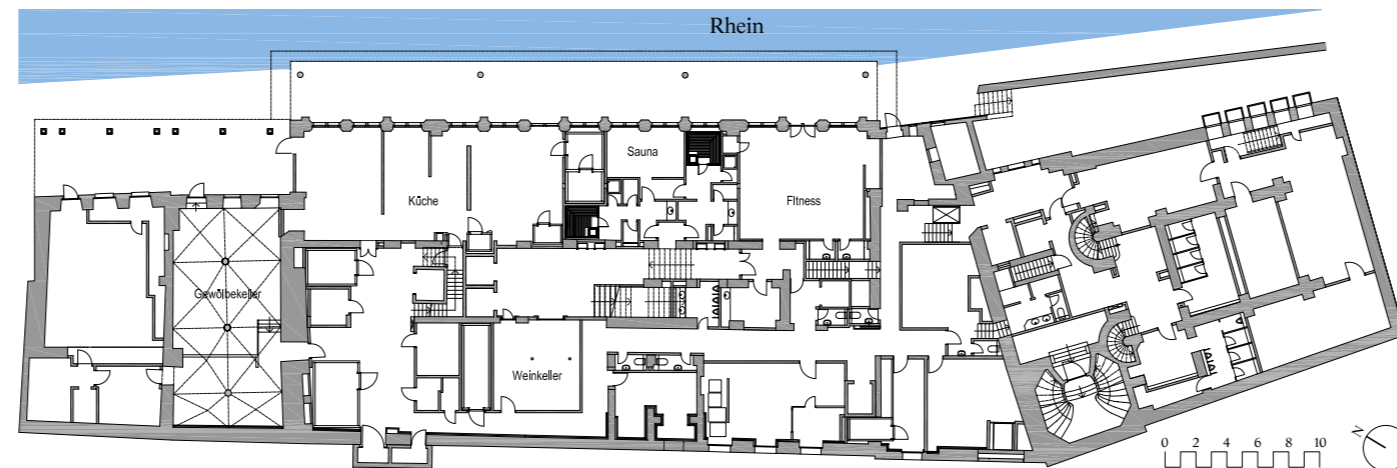 Rhein
Sauna
Küche
Fitness
Gewölbekeller
Weinkeller
0 2 4 6 8 10
N